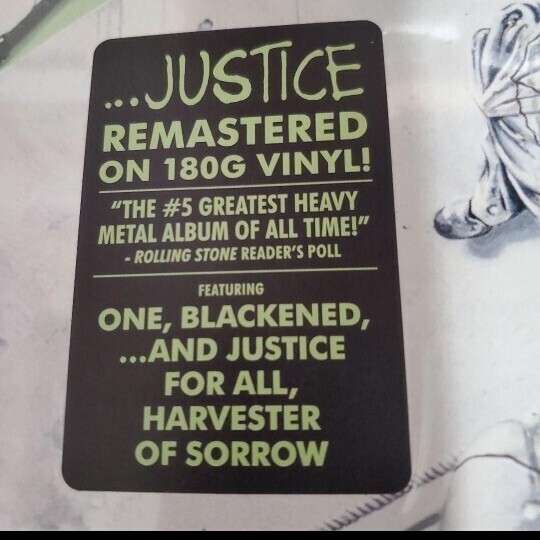 ...JUSTICE
REMASTERED
ON 180G VINYL!
"THE #5 GREATEST HEAVY
METAL ALBUM OF ALL TIME!"
- ROLLING STONE READER'S POLL
FEATURING
ONE, BLACKENED,
...AND JUSTICE
FOR ALL,
HARVESTER
OF SORROW